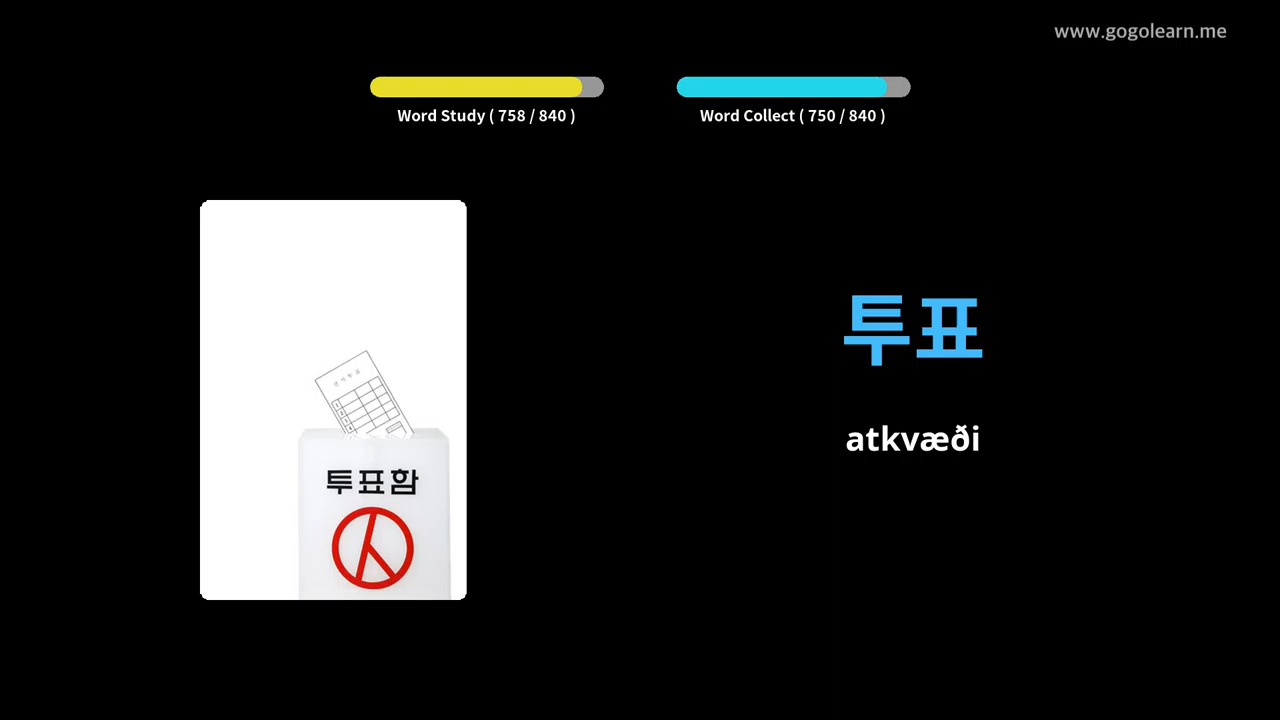 www.gogolearn.me
Word Study ( 758 / 840 )
Word Collect ( 750 / 840 )
투표
atkvæði
투표함